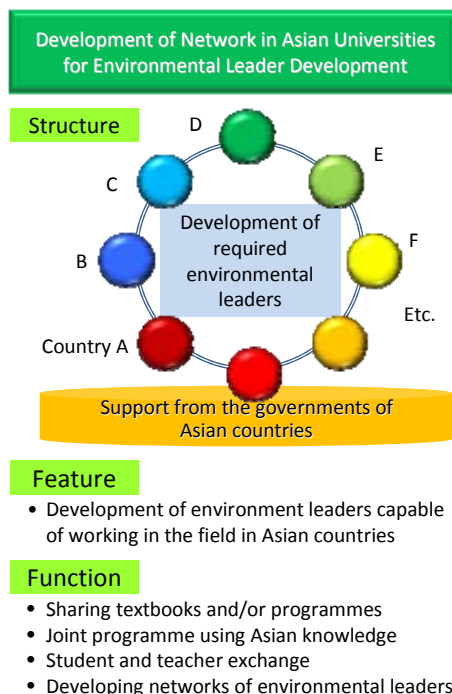 Development of Network in Asian Universities
for Environmental Leader Development
Structure
D
E
C
Development of
required
environmental
leaders
F
B
Etc.
Country A
Support from the governments of
Asian countries
Feature
• Development of environment leaders capable
of working in the field in Asian countries
Function
• Sharing textbooks and/or programmes
• Joint programme using Asian knowledge
• Student and teacher exchange
• Developing networks of environmental leaders